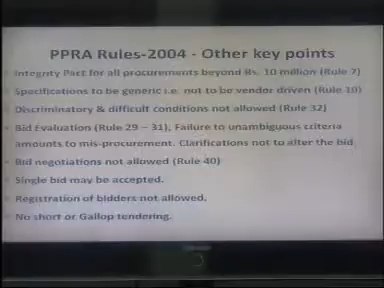 PPRA Rules-2004 - Other key points
Integrity Pact for all procurements beyond Rs. 10 million (Rule 7)
Specifications to be generic i.e. not to be vendor driven (Rule 10)
Discriminatory & difficult conditions not allowed (Rule 32)
Bid Evaluation (Rule 29 – 31), Failure to unambiguous criteria
amounts to mis-procurement. Clarifications not to alter the bid
Bid negotiations not allowed (Rule 40)
Single bid may be accepted.
Registration of bidders not allowed.
No short or Gallop tendering.